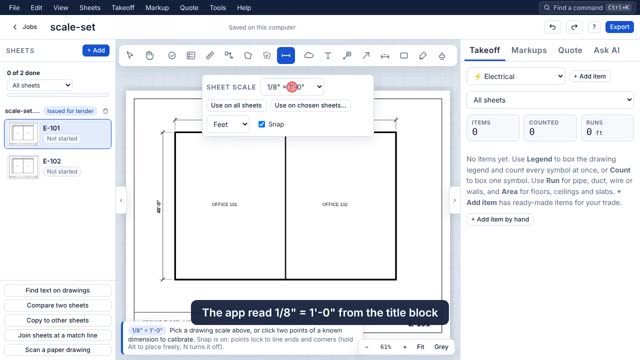 Menu File Edit View Sheets Takeoff Markup Quote Tools Help Find a command Ctrl+K
Jobs scale-set Saved on this computer ? Export
SHEETS + Add
0 of 2 done
All sheets
scale-set.... Issued for tender
E-101
Not started
E-102
Not started
Find text on drawings
Compare two sheets
Copy to other sheets
Join sheets at a match line
Scan a paper drawing
SHEET SCALE 1/8" = 1'-0"
Use on all sheets Use on chosen sheets...
Feet Snap
OFFICE 101 OFFICE 102
The app read 1/8" = 1'-0" from the title block
1/8" = 1'-0" Pick a drawing scale above, or click two points of a known
dimension to calibrate. Snap is on: points lock to line ends and corners (hold
Alt to place freely, N turns it off).
- 61% + Fit Grey
Takeoff Markups Quote Ask AI
⚡ Electrical + Add item
All sheets
ITEMS COUNTED RUNS
0 0 0 ft
No items yet. Use Legend to box the drawing
legend and count every symbol at once, or Count
to box one symbol. Use Run for pipe, duct, wire or
walls, and Area for floors, ceilings and slabs. +
Add item has ready-made items for your trade.
+ Add item by hand